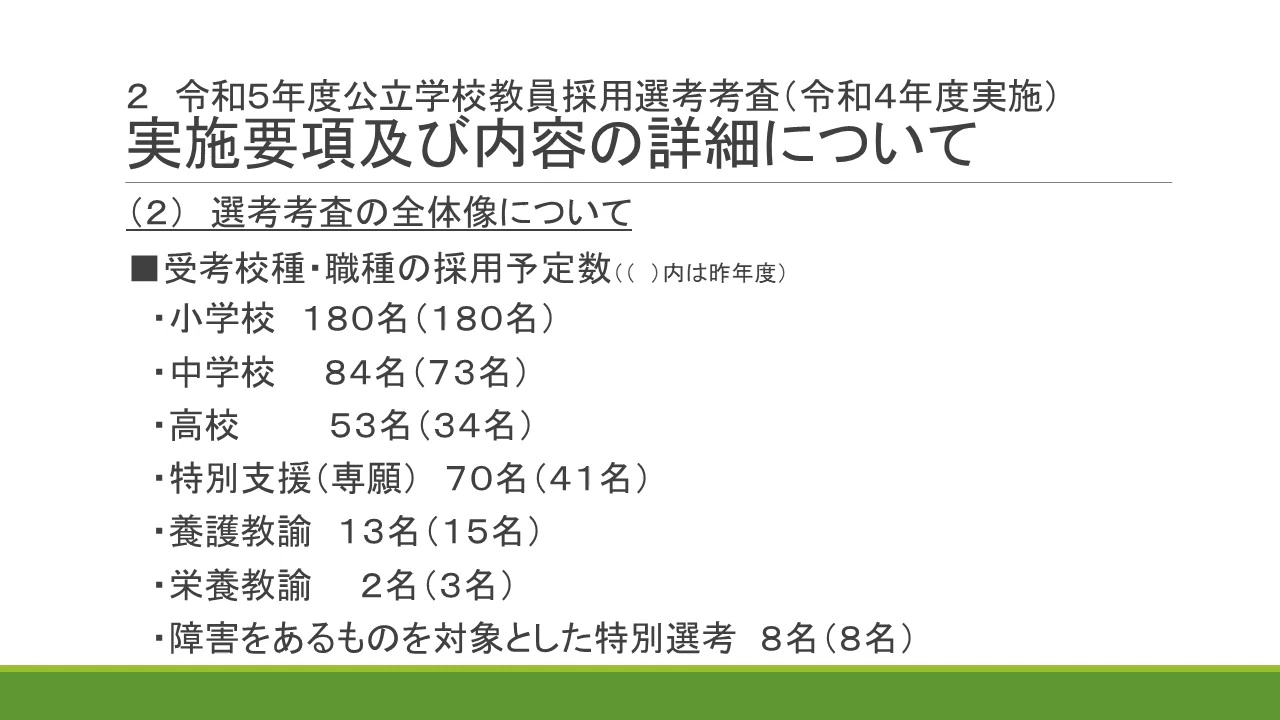 ２　令和５年度公立学校教員採用選考考査（令和４年度実施）
実施要項及び内容の詳細について
（２）　選考考査の全体像について
■受考校種・職種の採用予定数（（　）内は昨年度）
・小学校　１８０名（１８０名）
・中学校　　８４名（７３名）
・高校　　　５３名（３４名）
・特別支援（専願）　７０名（４１名）
・養護教諭　１３名（１５名）
・栄養教諭　　２名（３名）
・障害をあるものを対象とした特別選考　８名（８名）